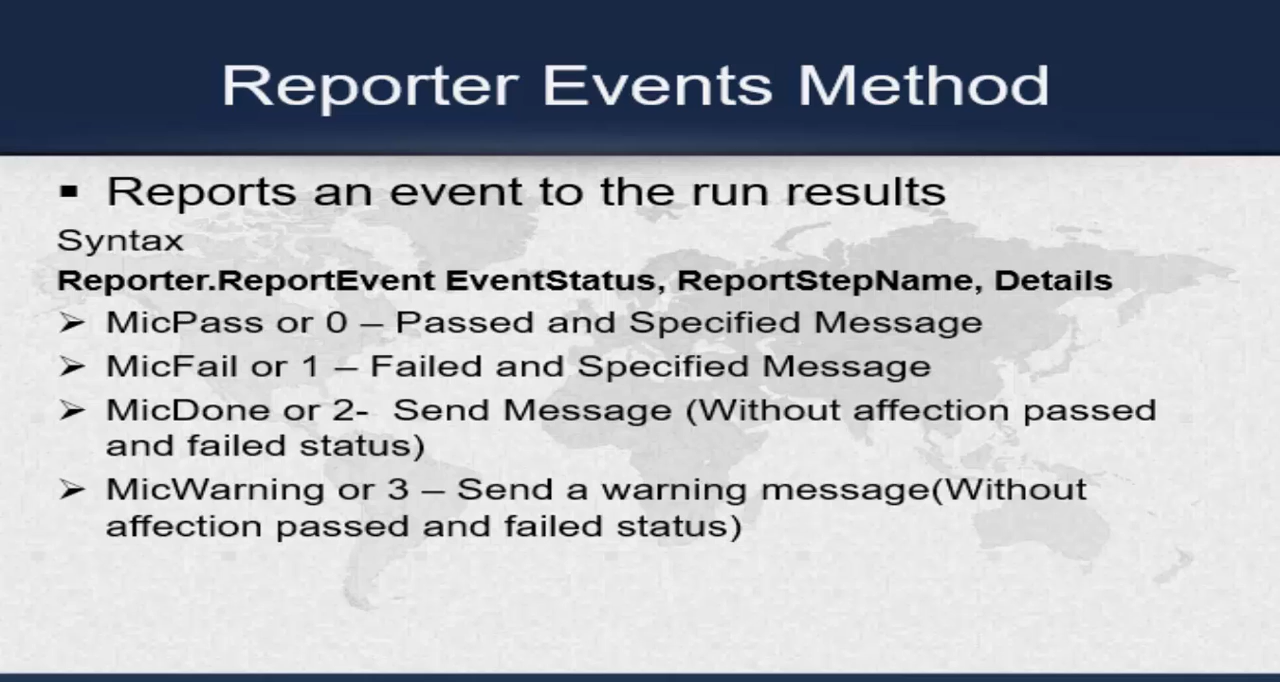 Reporter Events Method
▪ Reports an event to the run results
Syntax
Reporter.ReportEvent EventStatus, ReportStepName, Details
➢ MicPass or 0 – Passed and Specified Message
➢ MicFail or 1 – Failed and Specified Message
➢ MicDone or 2-  Send Message (Without affection passed
and failed status)
➢ MicWarning or 3 – Send a warning message(Without
affection passed and failed status)